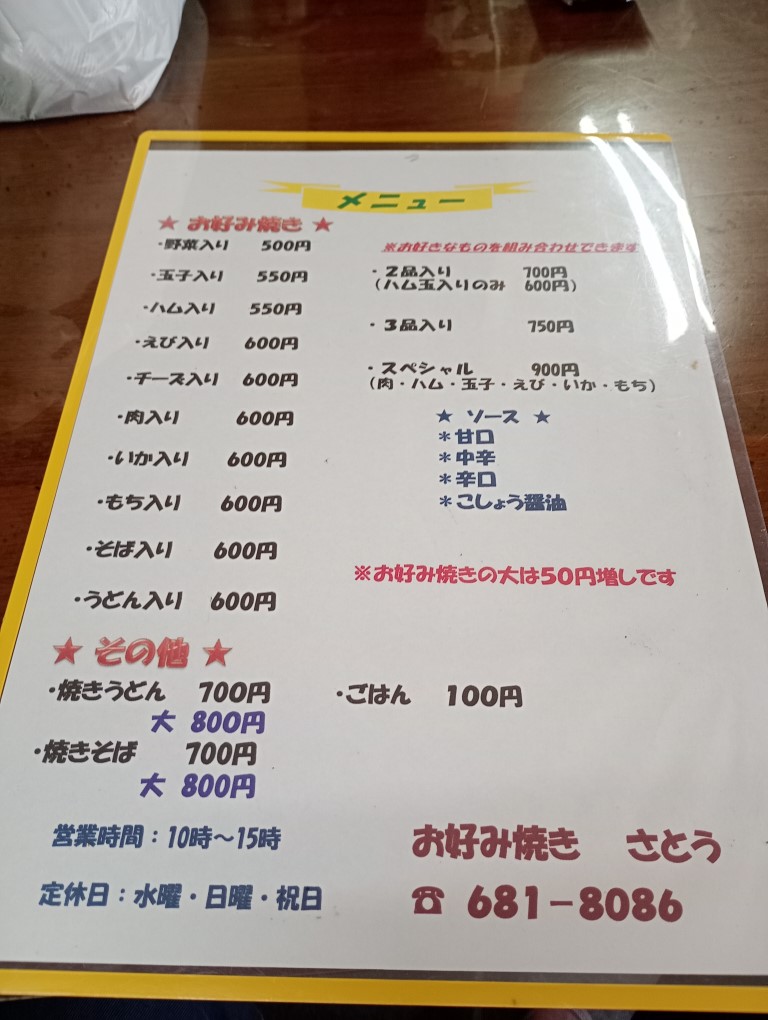 メニュー
★ お好み焼き ★
・野菜入り 500円
・玉子入り 550円
・ハム入り 550円
・えび入り 600円
・チーズ入り 600円
・肉入り 600円
・いか入り 600円
・もち入り 600円
・そば入り 600円
・うどん入り 600円
※お好きなものを組み合わせできます
・２品入り 700円
（ハム玉入りのみ 600円）
・３品入り 750円
・スペシャル 900円
（肉・ハム・玉子・えび・いか・もち）
★ ソース ★
＊甘口
＊中辛
＊辛口
＊こしょう醤油
※お好み焼きの大は50円増しです
★ その他 ★
・焼きうどん 700円
大 800円
・焼きそば 700円
大 800円
・ごはん 100円
営業時間：10時～15時
定休日：水曜・日曜・祝日
お好み焼き さとう
☎ 681－8086